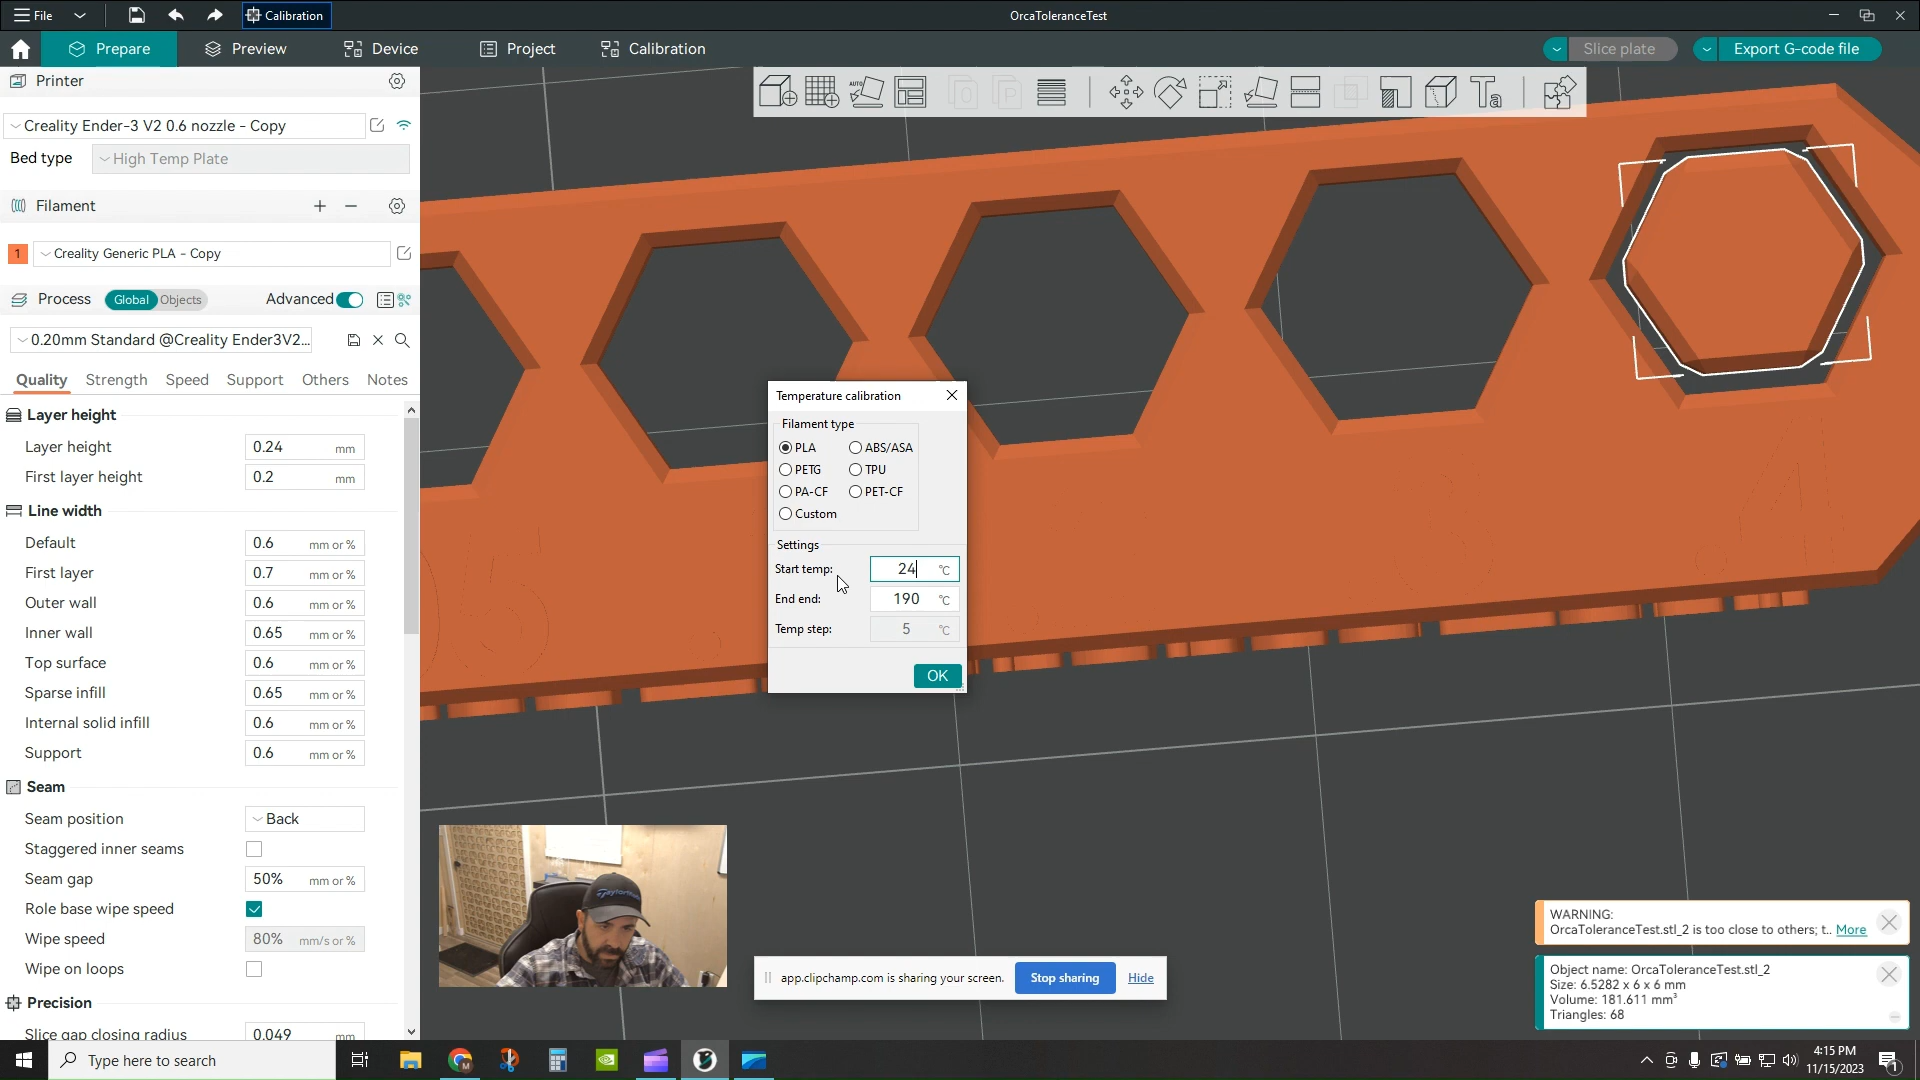 File
Calibration
OrcaToleranceTest
Prepare
Preview
Device
Project
Calibration
Slice plate
Export G-code file
Printer
Creality Ender-3 V2 0.6 nozzle - Copy
Bed type
High Temp Plate
Filament
1
Creality Generic PLA - Copy
Process
Global
Objects
Advanced
0.20mm Standard @Creality Ender3V2...
Quality
Strength
Speed
Support
Others
Notes
Layer height
Layer height 0.24 mm
First layer height 0.2 mm
Line width
Default 0.6 mm or %
First layer 0.7 mm or %
Outer wall 0.6 mm or %
Inner wall 0.65 mm or %
Top surface 0.6 mm or %
Sparse infill 0.65 mm or %
Internal solid infill 0.6 mm or %
Support 0.6 mm or %
Seam
Seam position Back
Staggered inner seams
Seam gap 50% mm or %
Role base wipe speed
Wipe speed 80% mm/s or %
Wipe on loops
Precision
Slice gap closing radius 0.049 mm
AUTO
Temperature calibration
Filament type
PLA ABS/ASA
PETG TPU
PA-CF PET-CF
Custom
Settings
Start temp: 24 °C
End end: 190 °C
Temp step: 5 °C
OK
app.clipchamp.com is sharing your screen.
Stop sharing
Hide
WARNING:
OrcaToleranceTest.stl_2 is too close to others; t.. More
Object name: OrcaToleranceTest.stl_2
Size: 6.5282 x 6 x 6 mm
Volume: 181.611 mm³
Triangles: 68
Type here to search
4:15 PM
11/15/2023
1